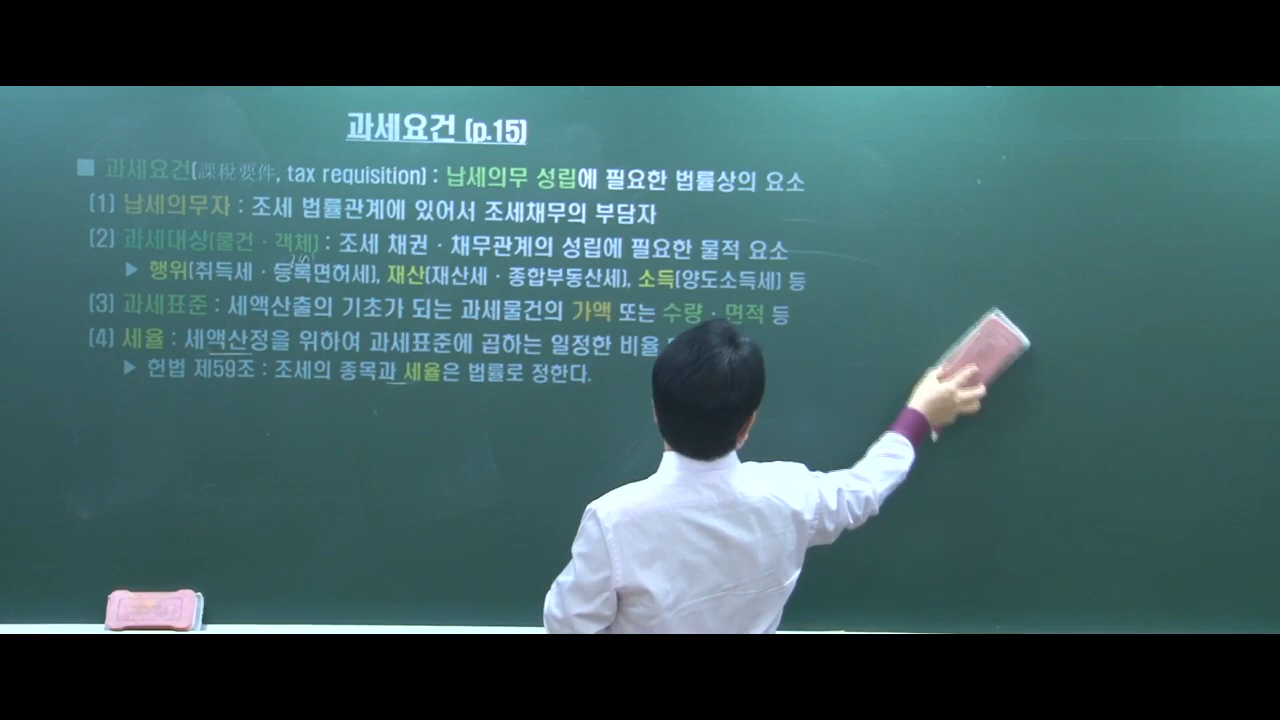 과세요건 (p.15)
■ 과세요건(課稅要件, tax requisition) : 납세의무 성립에 필요한 법률상의 요소
(1) 납세의무자 : 조세 법률관계에 있어서 조세채무의 부담자
(2) 과세대상(물건 · 객체) : 조세 채권 · 채무관계의 성립에 필요한 물적 요소
▶ 행위(취득세 · 등록면허세), 재산(재산세 · 종합부동산세), 소득(양도소득세) 등
(3) 과세표준 : 세액산출의 기초가 되는 과세물건의 가액 또는 수량 · 면적 등
(4) 세율 : 세액산정을 위하여 과세표준에 곱하는 일정한 비율
▶ 헌법 제59조 : 조세의 종목과 세율은 법률로 정한다.